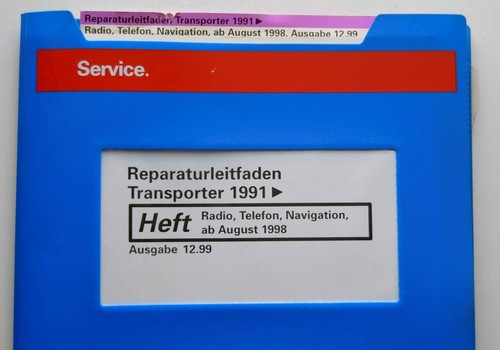 Reparaturleitfaden Transporter 1991 ►
Radio, Telefon, Navigation, ab August 1998. Ausgabe 12.99
Service.
Reparaturleitfaden
Transporter 1991 ►
Heft Radio, Telefon, Navigation,
ab August 1998
Ausgabe 12.99